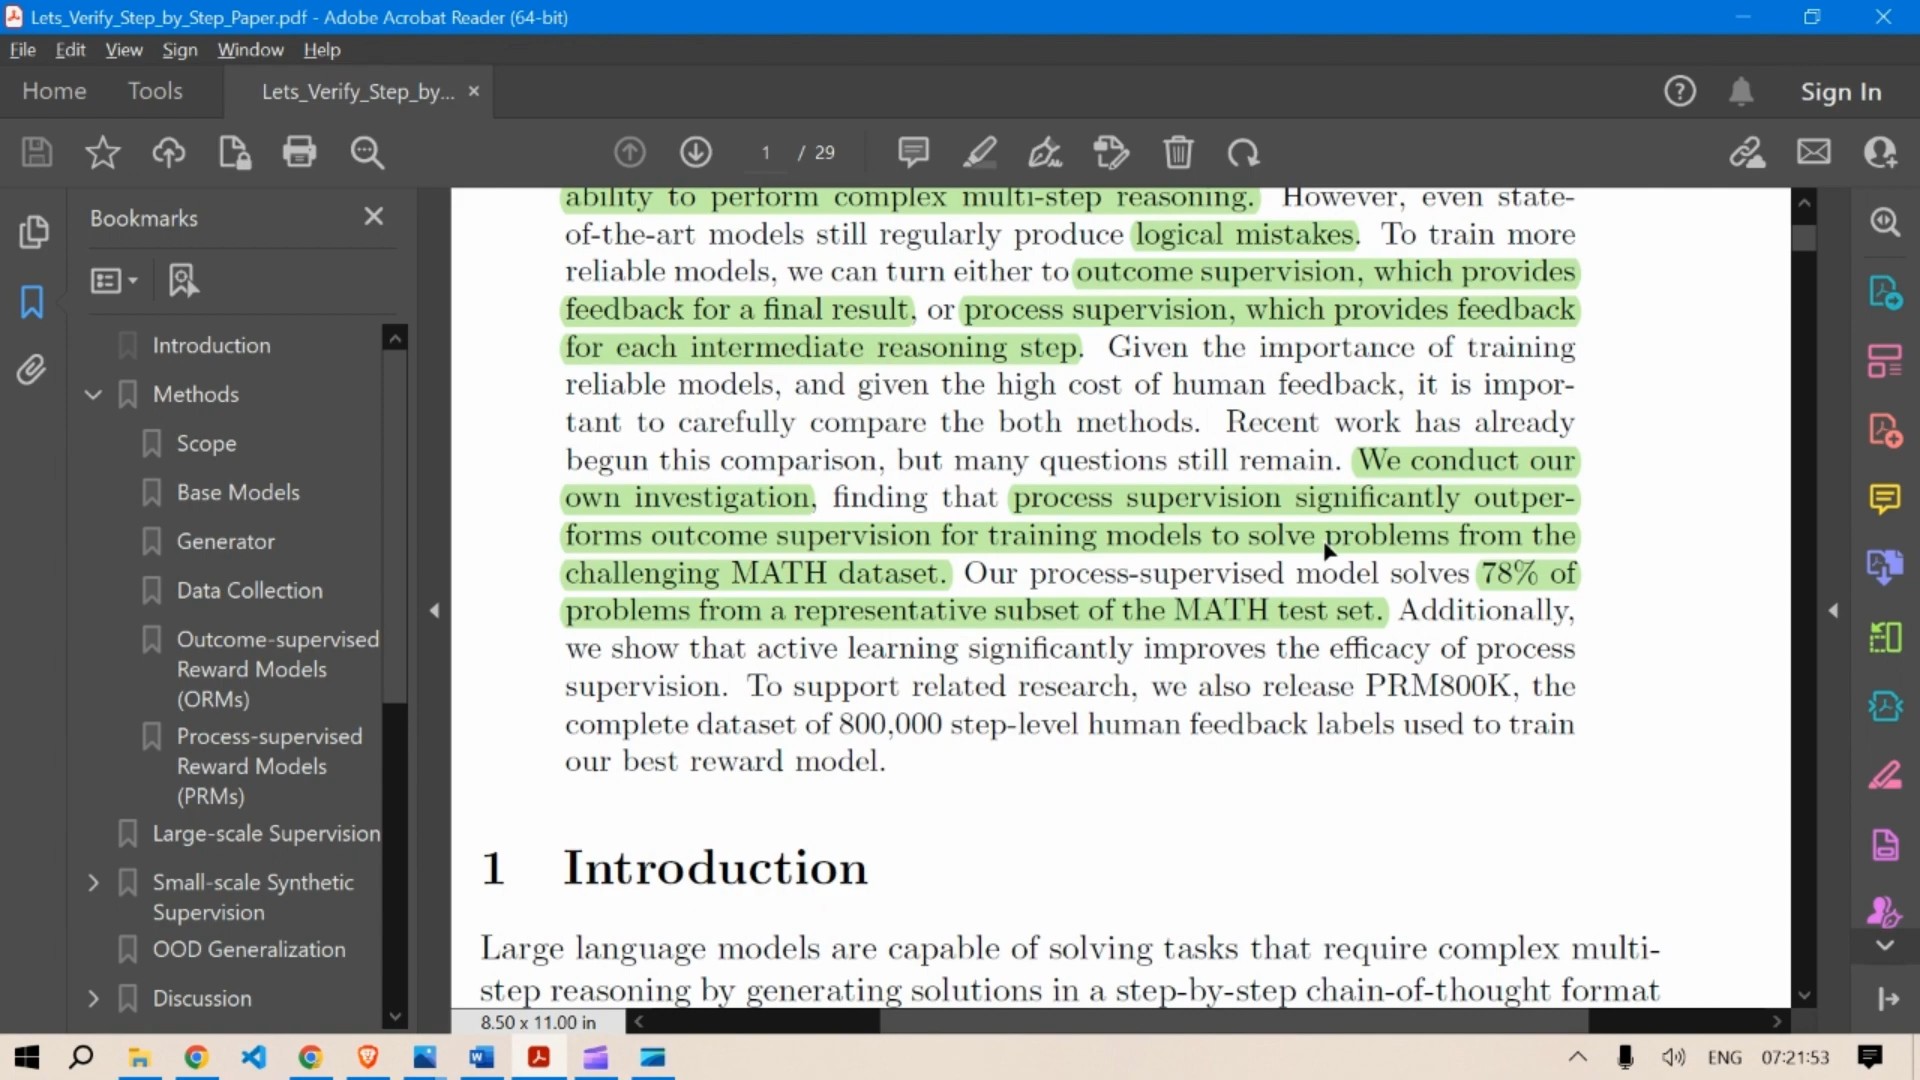 Lets_Verify_Step_by_Step_Paper.pdf - Adobe Acrobat Reader (64-bit)
File Edit View Sign Window Help
Home Tools Lets_Verify_Step_by... × Sign In
1 / 29
Bookmarks
Introduction
Methods
Scope
Base Models
Generator
Data Collection
Outcome-supervised
Reward Models
(ORMs)
Process-supervised
Reward Models
(PRMs)
Large-scale Supervision
Small-scale Synthetic
Supervision
OOD Generalization
Discussion
ability to perform complex multi-step reasoning. However, even state-
of-the-art models still regularly produce logical mistakes. To train more
reliable models, we can turn either to outcome supervision, which provides
feedback for a final result, or process supervision, which provides feedback
for each intermediate reasoning step. Given the importance of training
reliable models, and given the high cost of human feedback, it is impor-
tant to carefully compare the both methods. Recent work has already
begun this comparison, but many questions still remain. We conduct our
own investigation, finding that process supervision significantly outper-
forms outcome supervision for training models to solve problems from the
challenging MATH dataset. Our process-supervised model solves 78% of
problems from a representative subset of the MATH test set. Additionally,
we show that active learning significantly improves the efficacy of process
supervision. To support related research, we also release PRM800K, the
complete dataset of 800,000 step-level human feedback labels used to train
our best reward model.
1 Introduction
Large language models are capable of solving tasks that require complex multi-
step reasoning by generating solutions in a step-by-step chain-of-thought format
8.50 x 11.00 in
ENG 07:21:53